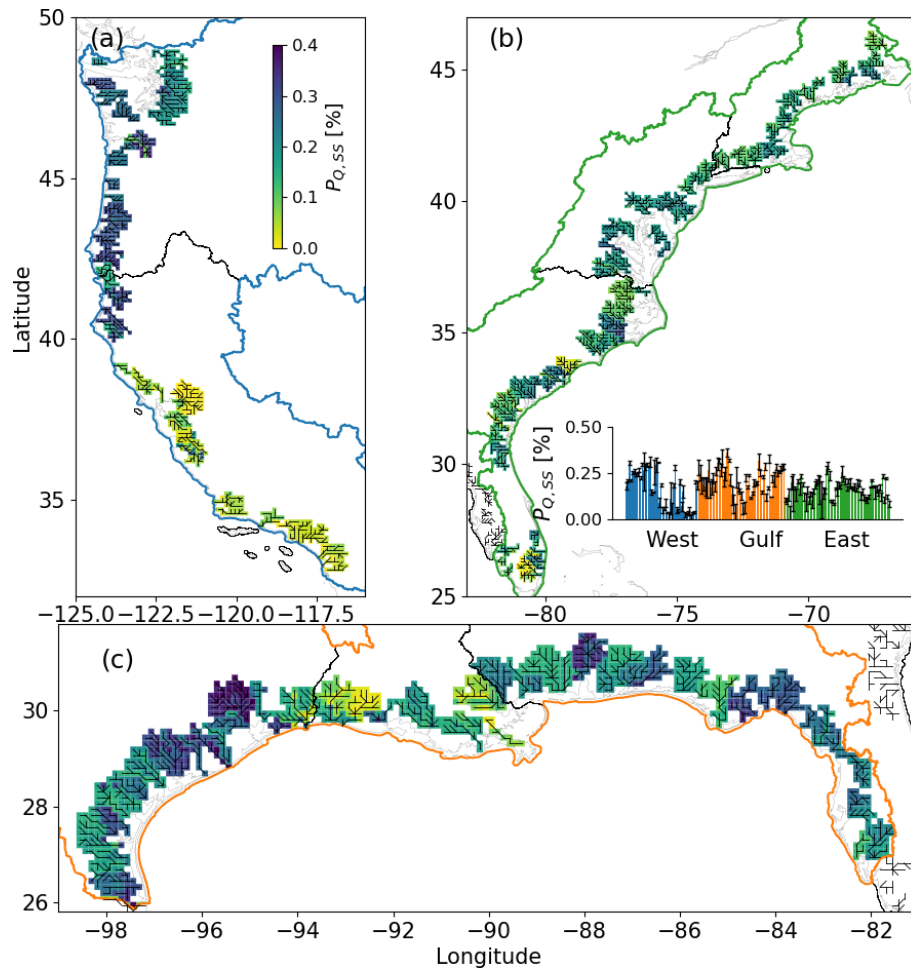 (a)
(b)
50
45
40
35
Latitude
0.4
0.3
0.2
0.1
0.0
P_{Q,ss} [%]
−125.0 −122.5 −120.0 −117.5
45
40
35
30
25
−80 −75 −70
P_{Q,ss} [%]
0.50
0.25
0.00
West Gulf East
(c)
30
28
26
−98 −96 −94 −92 −90 −88 −86 −84 −82
Longitude